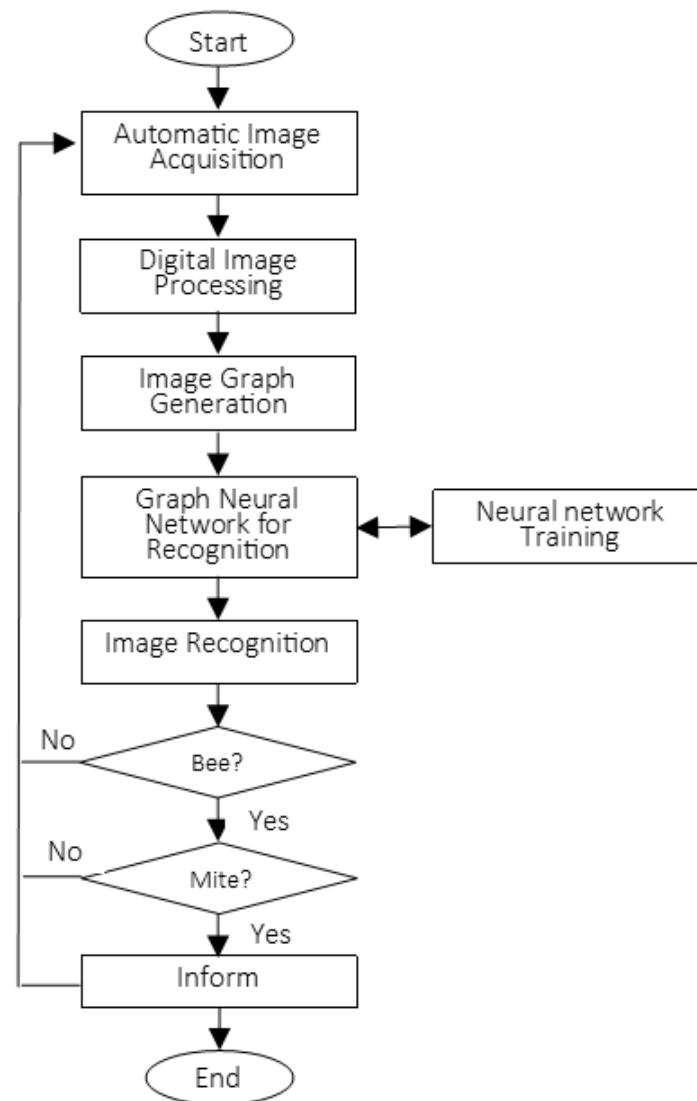 Start
Automatic Image
Acquisition
Digital Image
Processing
Image Graph
Generation
Graph Neural
Network for
Recognition
Neural network
Training
Image Recognition
No
Bee?
Yes
No
Mite?
Yes
Inform
End